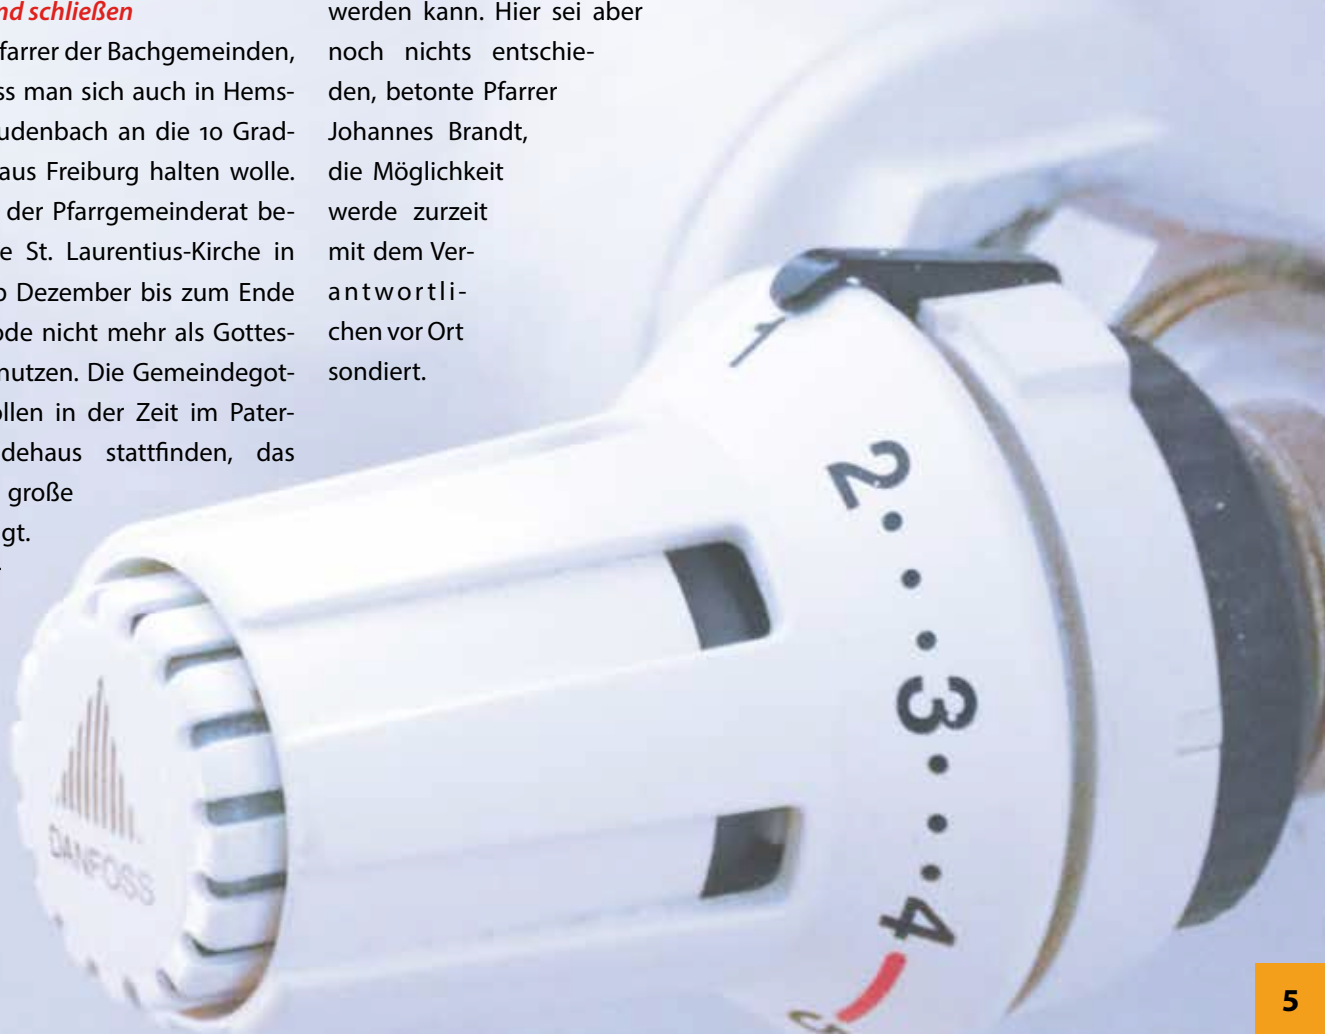 nd schließen
farrer der Bachgemeinden,
ss man sich auch in Hems-
udenbach an die 10 Grad-
aus Freiburg halten wolle.
der Pfarrgemeinderat be-
e St. Laurentius-Kirche in
b Dezember bis zum Ende
ode nicht mehr als Gottes-
nutzen. Die Gemeindegot-
ollen in der Zeit im Pater-
dehaus stattfinden, das
große
gt.
werden kann. Hier sei aber
noch nichts entschie-
den, betonte Pfarrer
Johannes Brandt,
die Möglichkeit
werde zurzeit
mit dem Ver-
antwortli-
chen vor Ort
sondiert.
1
2
3
4
5
DANFOSS
5